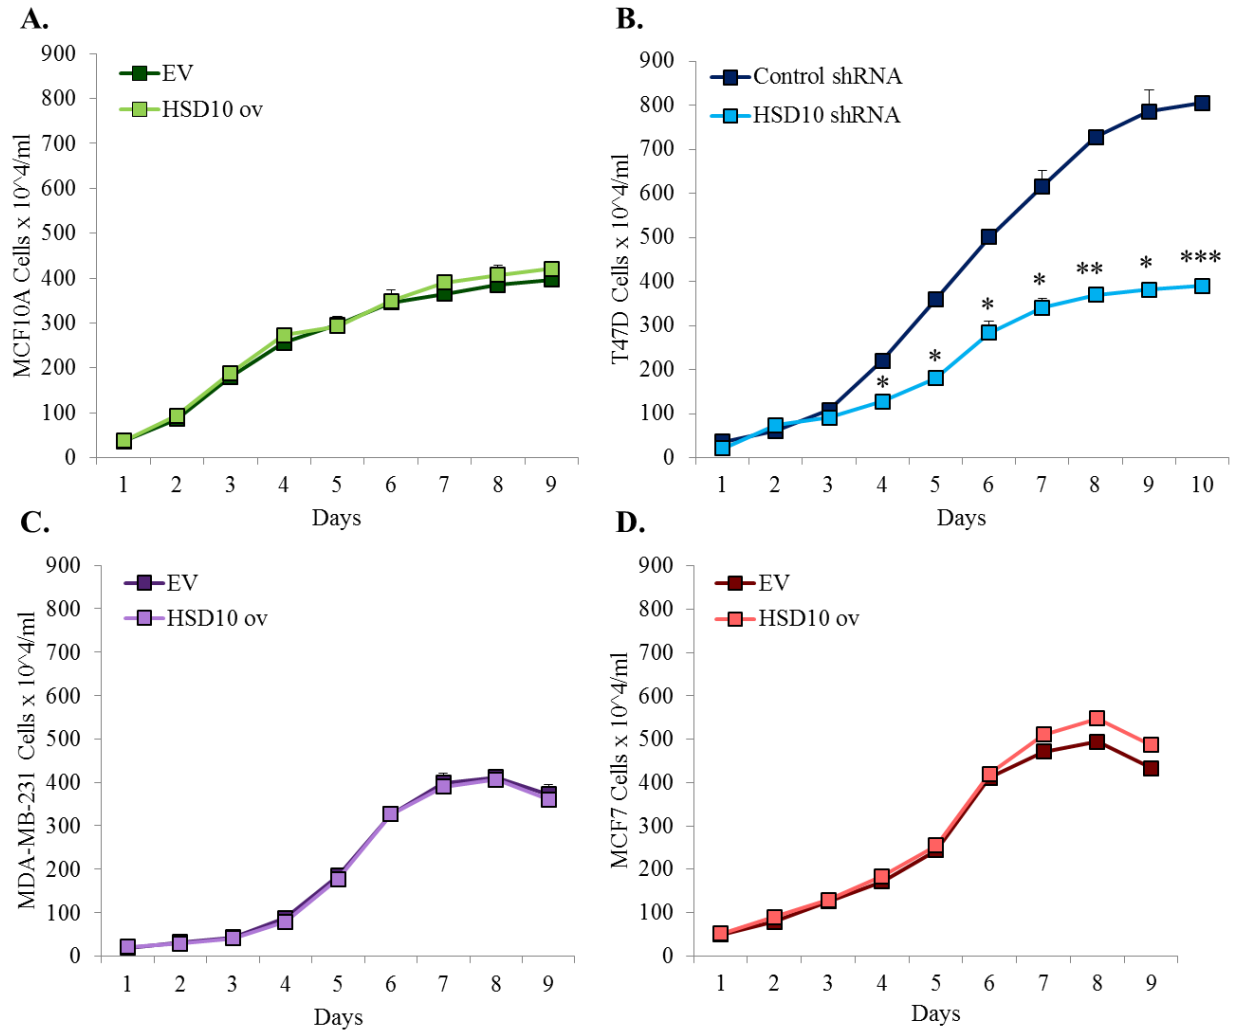 A.
900
800
700
600
500
400
300
200
100
0
MCF10A Cells x 10^4/ml
EV
HSD10 ov
1 2 3 4 5 6 7 8 9
Days
B.
900
800
700
600
500
400
300
200
100
0
T47D Cells x 10^4/ml
Control shRNA
HSD10 shRNA
* * * * ** * ***
1 2 3 4 5 6 7 8 9 10
Days
C.
900
800
700
600
500
400
300
200
100
0
MDA-MB-231 Cells x 10^4/ml
EV
HSD10 ov
1 2 3 4 5 6 7 8 9
Days
D.
900
800
700
600
500
400
300
200
100
0
MCF7 Cells x 10^4/ml
EV
HSD10 ov
1 2 3 4 5 6 7 8 9
Days